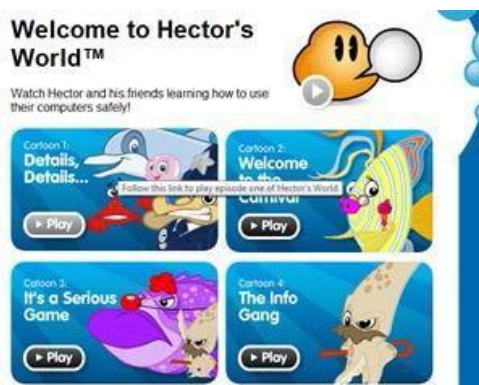 Welcome to Hector's
World™
Watch Hector and his friends learning how to use
their computers safely!
Cartoon 1:
Details,
Details...
Follow this link to play episode one of Hector's World
Play
Cartoon 2:
Welcome
to the
Carnival
Play
Catoon 3:
It's a Serious
Game
Play
Cartoon 4:
The Info
Gang
Play